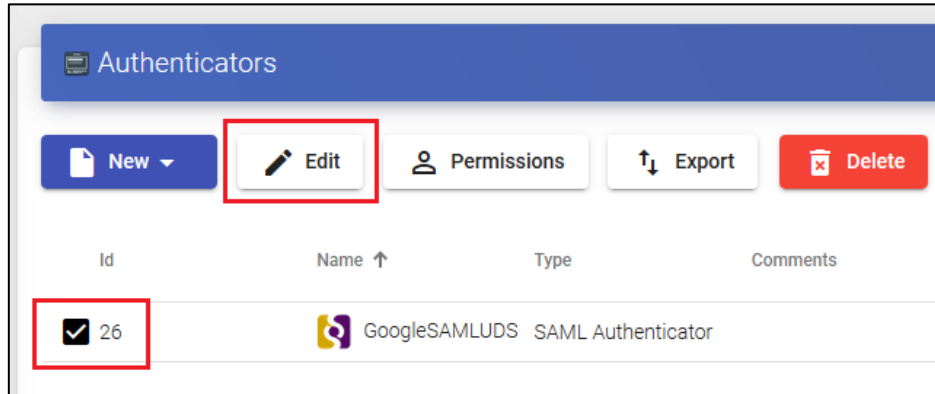 Authenticators
New Edit Permissions Export Delete
Id Name Type Comments
26 GoogleSAMLUDS SAML Authenticator